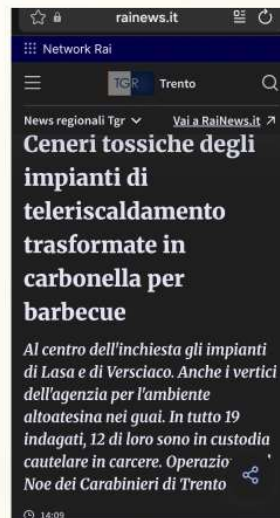 rainews.it
Network Rai
TGR Trento
News regionali Tgr Vai a RaiNews.it
Ceneri tossiche degli
impianti di
teleriscaldamento
trasformate in
carbonella per
barbecue
Al centro dell'inchiesta gli impianti
di Lasa e di Versciaco. Anche i vertici
dell'agenzia per l'ambiente
altoatesina nei guai. In tutto 19
indagati, 12 di loro sono in custodia
cautelare in carcere.
Noe dei Carabinieri di Trento
14:09